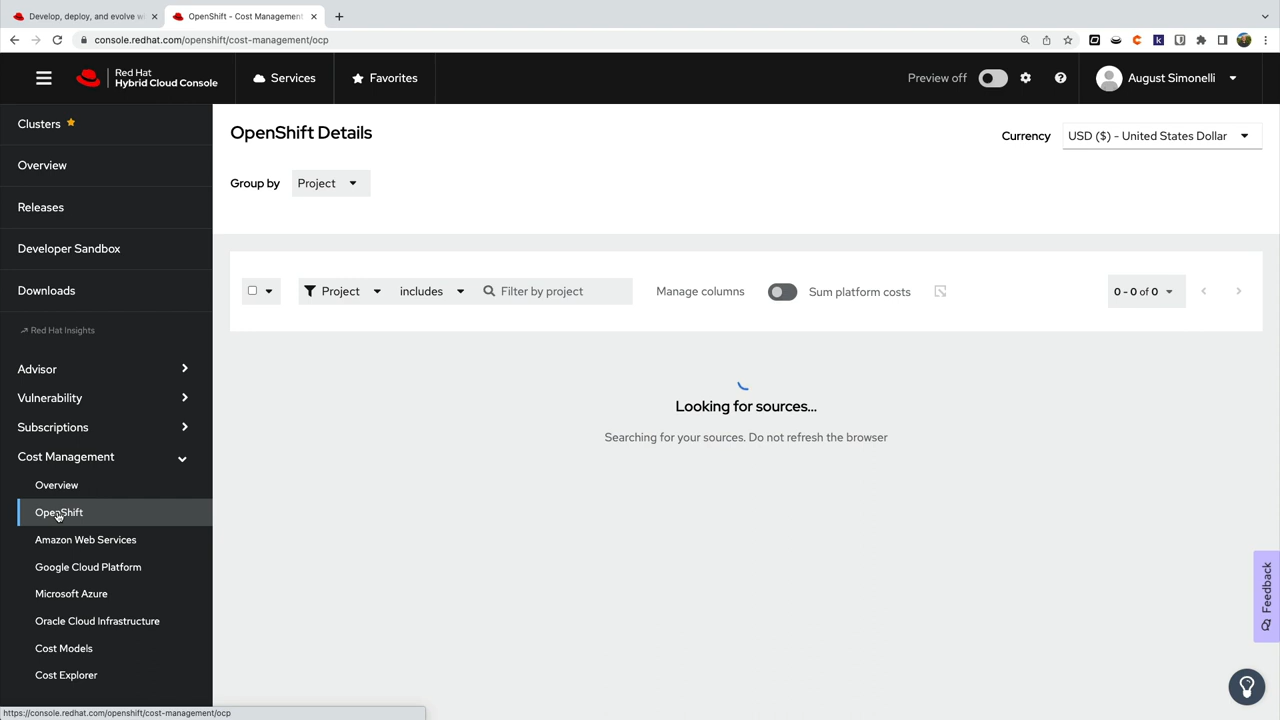 Develop, deploy, and evolve wi
OpenShift - Cost Management
console.redhat.com/openshift/cost-management/ocp
Red Hat
Hybrid Cloud Console
Services
Favorites
Preview off
August Simonelli
Clusters
Overview
Releases
Developer Sandbox
Downloads
Red Hat Insights
Advisor
Vulnerability
Subscriptions
Cost Management
Overview
OpenShift
Amazon Web Services
Google Cloud Platform
Microsoft Azure
Oracle Cloud Infrastructure
Cost Models
Cost Explorer
OpenShift Details
Currency
USD ($) - United States Dollar
Group by
Project
Project
includes
Filter by project
Manage columns
Sum platform costs
0 - 0 of 0
Looking for sources...
Searching for your sources. Do not refresh the browser
Feedback
https://console.redhat.com/openshift/cost-management/ocp